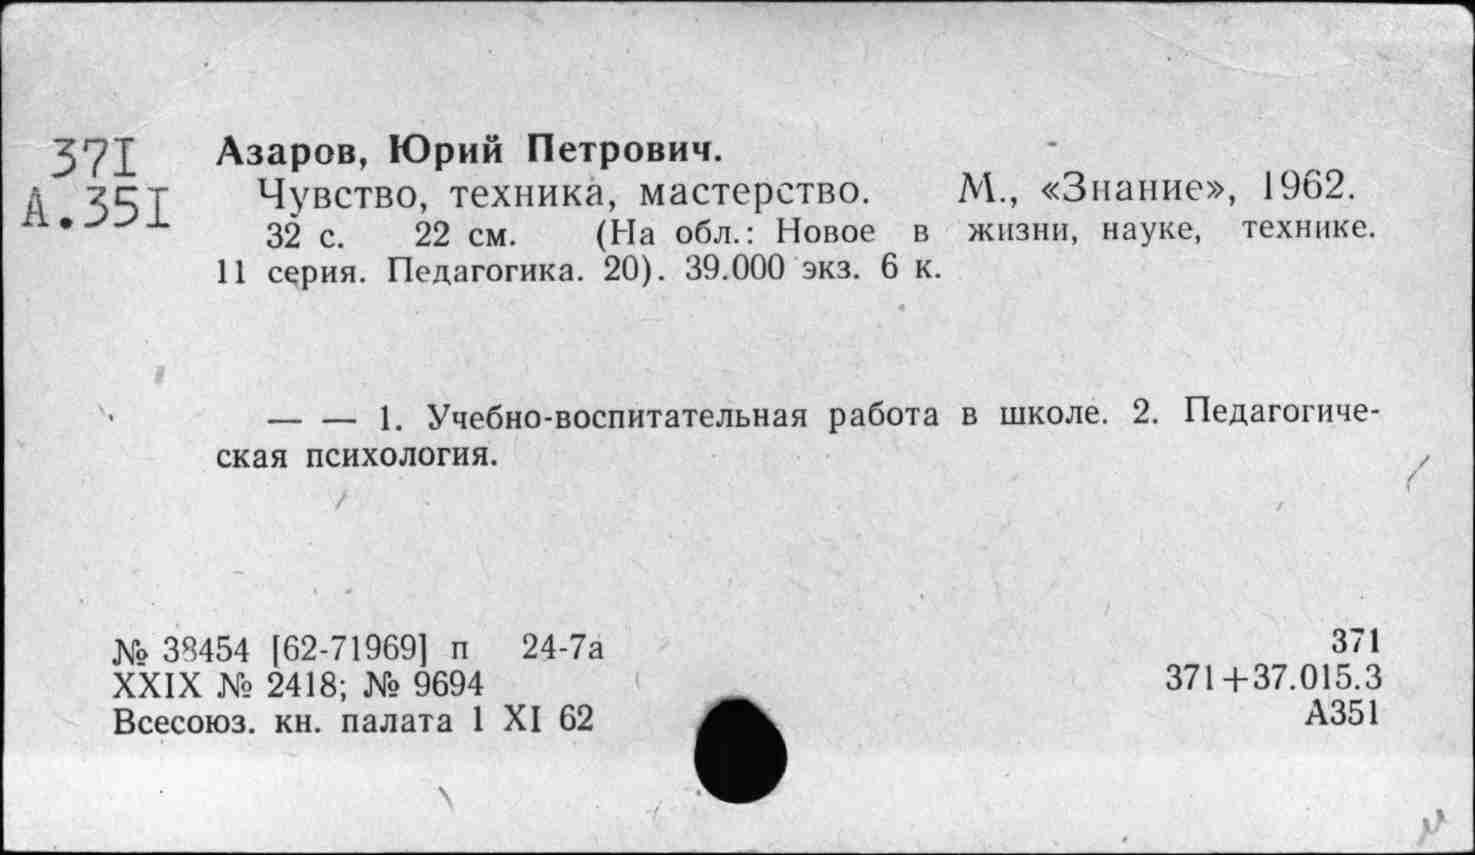 371
А.351
Азаров, Юрий Петрович.
Чувство, техника, мастерство. М., «Знание», 1962.
32 с. 22 см. (На обл.: Новое в жизни, науке, технике.
11 серия. Педагогика. 20). 39.000 экз. 6 к.
— — 1. Учебно-воспитательная работа в школе. 2. Педагогиче-
ская психология.
№ 38454 [62-71969] п 24-7а
XXIX № 2418; № 9694
Всесоюз. кн. палата 1 XI 62
371
371+37.015.3
А351